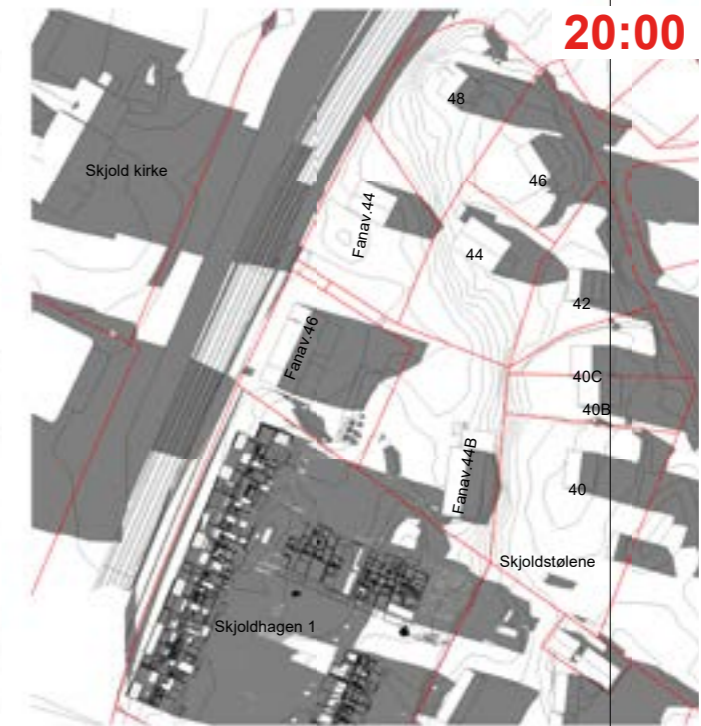 20:00
48
Skjold kirke
46
Fanav.44
44
42
Fanav.46
40C
40B
Fanav.44B
40
Skjoldstølene
Skjoldhagen 1